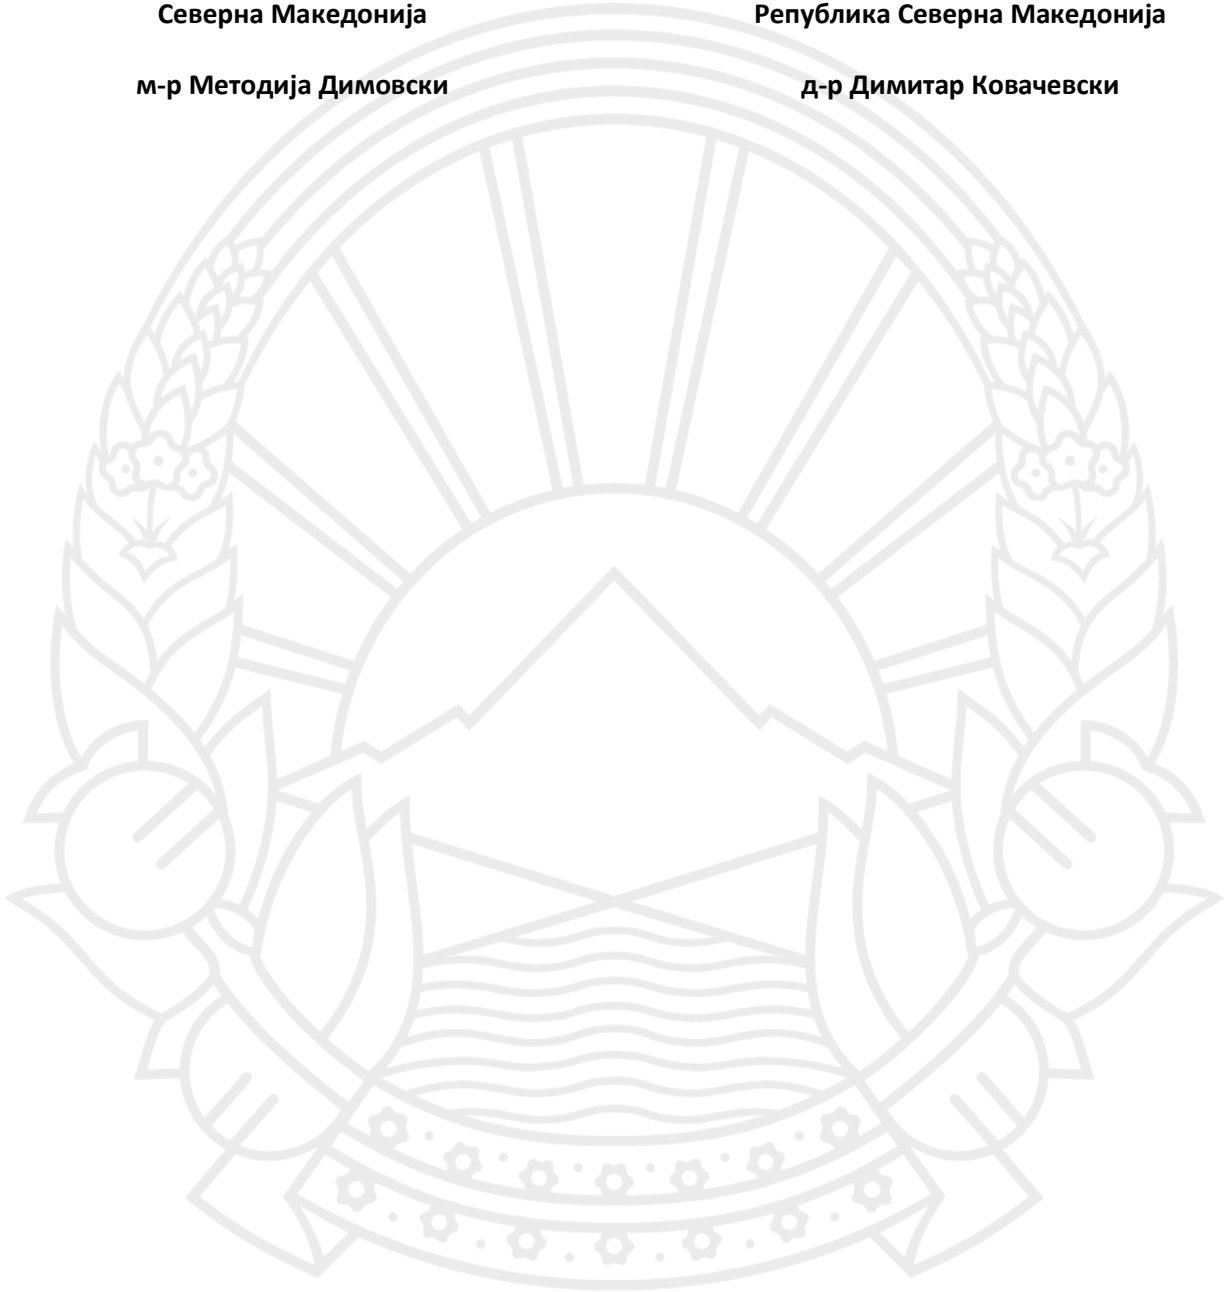 Северна Македонија
Република Северна Македонија
м-р Методија Димовски
д-р Димитар Ковачевски